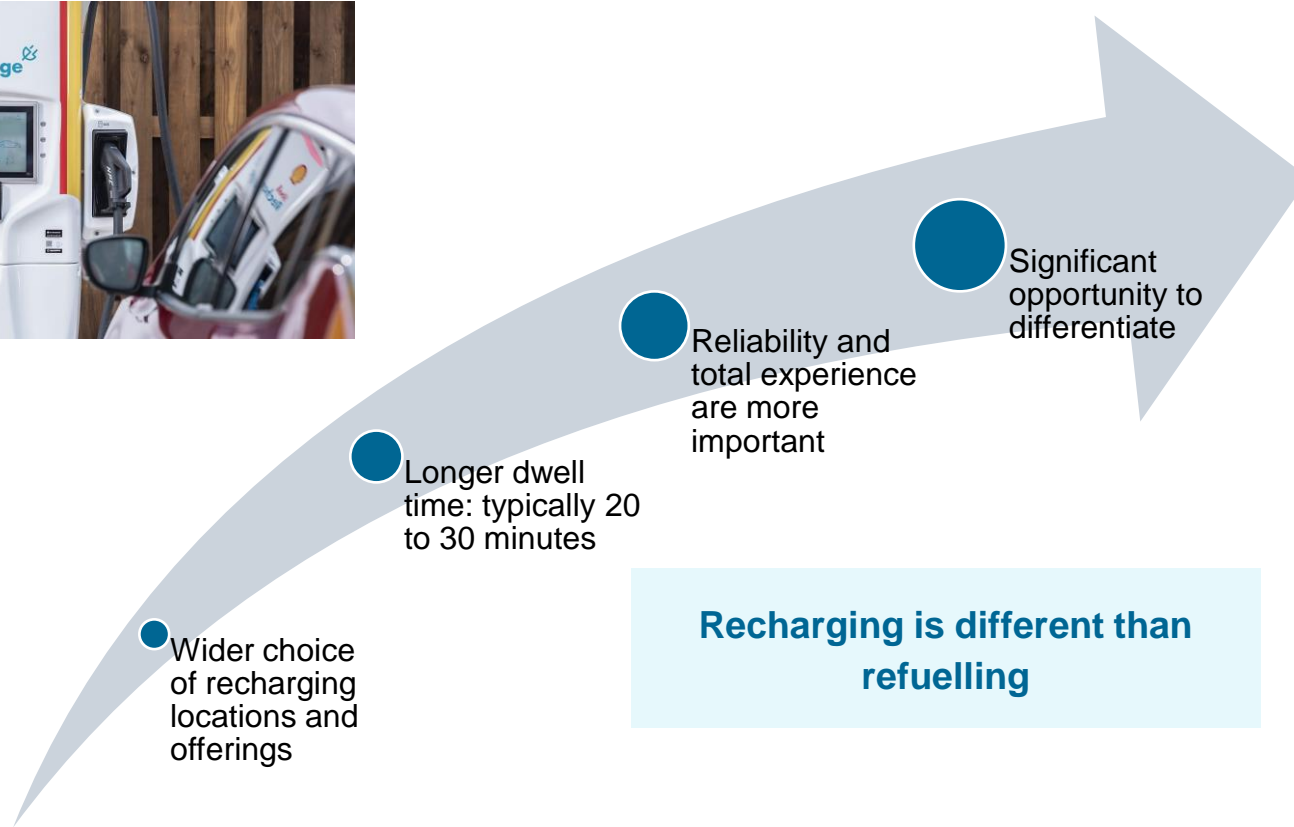 ge
Wider choice
of recharging
locations and
offerings
Longer dwell
time: typically 20
to 30 minutes
Reliability and
total experience
are more
important
Significant
opportunity to
differentiate
Recharging is different than
refuelling